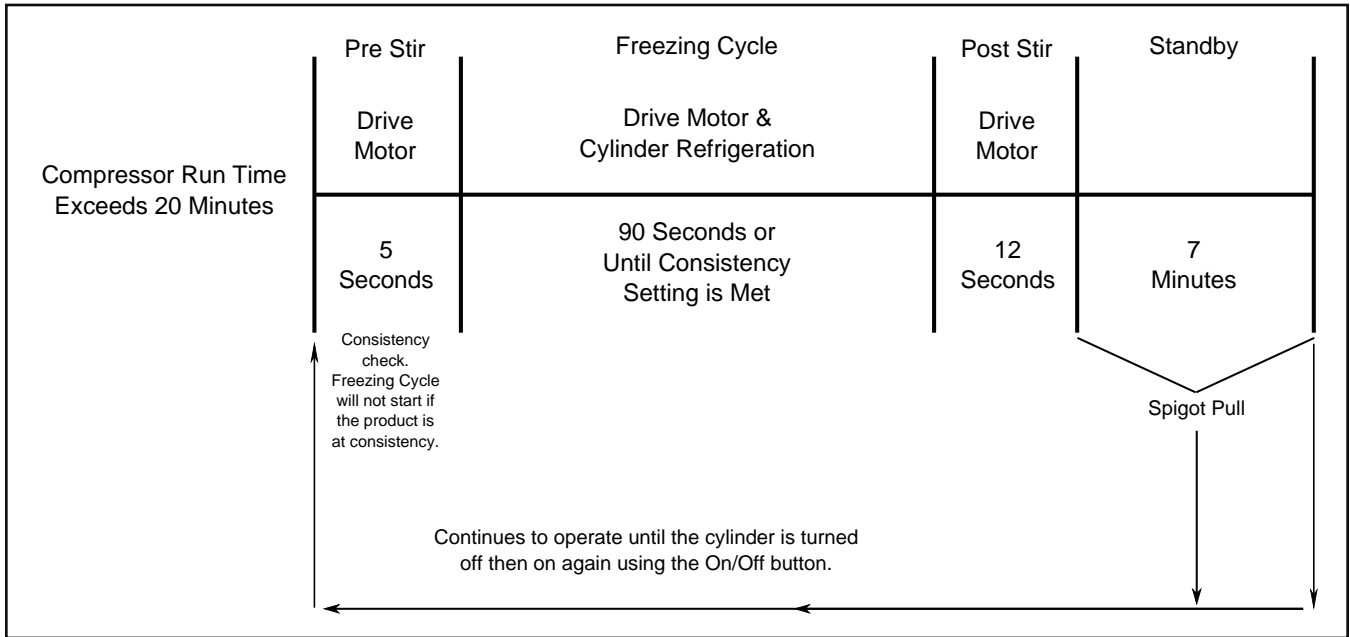 Pre Stir
Freezing Cycle
Post Stir
Standby
Drive
Motor
Drive Motor &
Cylinder Refrigeration
Drive
Motor
Compressor Run Time
Exceeds 20 Minutes
5
Seconds
90 Seconds or
Until Consistency
Setting is Met
12
Seconds
7
Minutes
Consistency
check.
Freezing Cycle
will not start if
the product is
at consistency.
Spigot Pull
Continues to operate until the cylinder is turned
off then on again using the On/Off button.